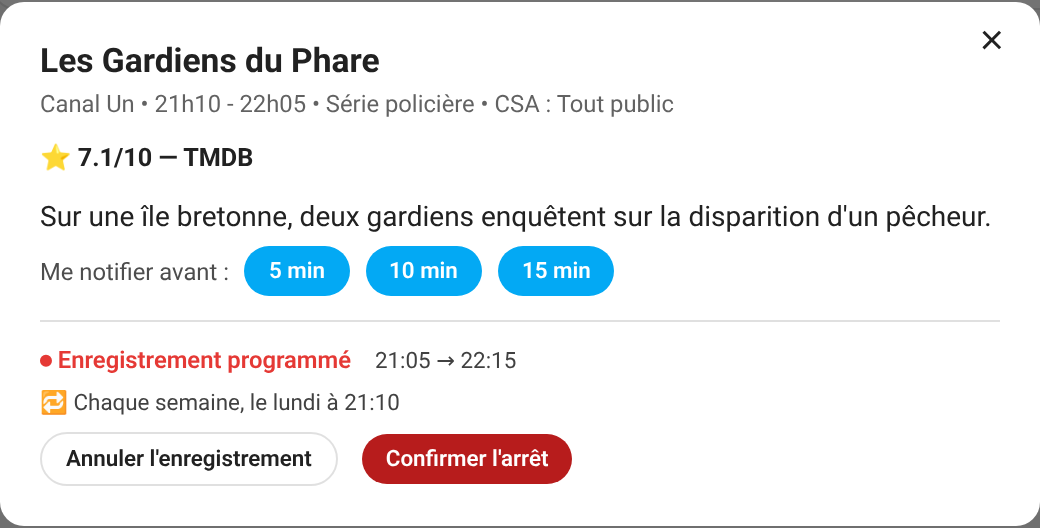 Les Gardiens du Phare
Canal Un • 21h10 - 22h05 • Série policière • CSA : Tout public
⭐ 7.1/10 — TMDB
Sur une île bretonne, deux gardiens enquêtent sur la disparition d'un pêcheur.
Me notifier avant : 5 min 10 min 15 min
Enregistrement programmé 21:05 → 22:15
🔁 Chaque semaine, le lundi à 21:10
Annuler l'enregistrement Confirmer l'arrêt